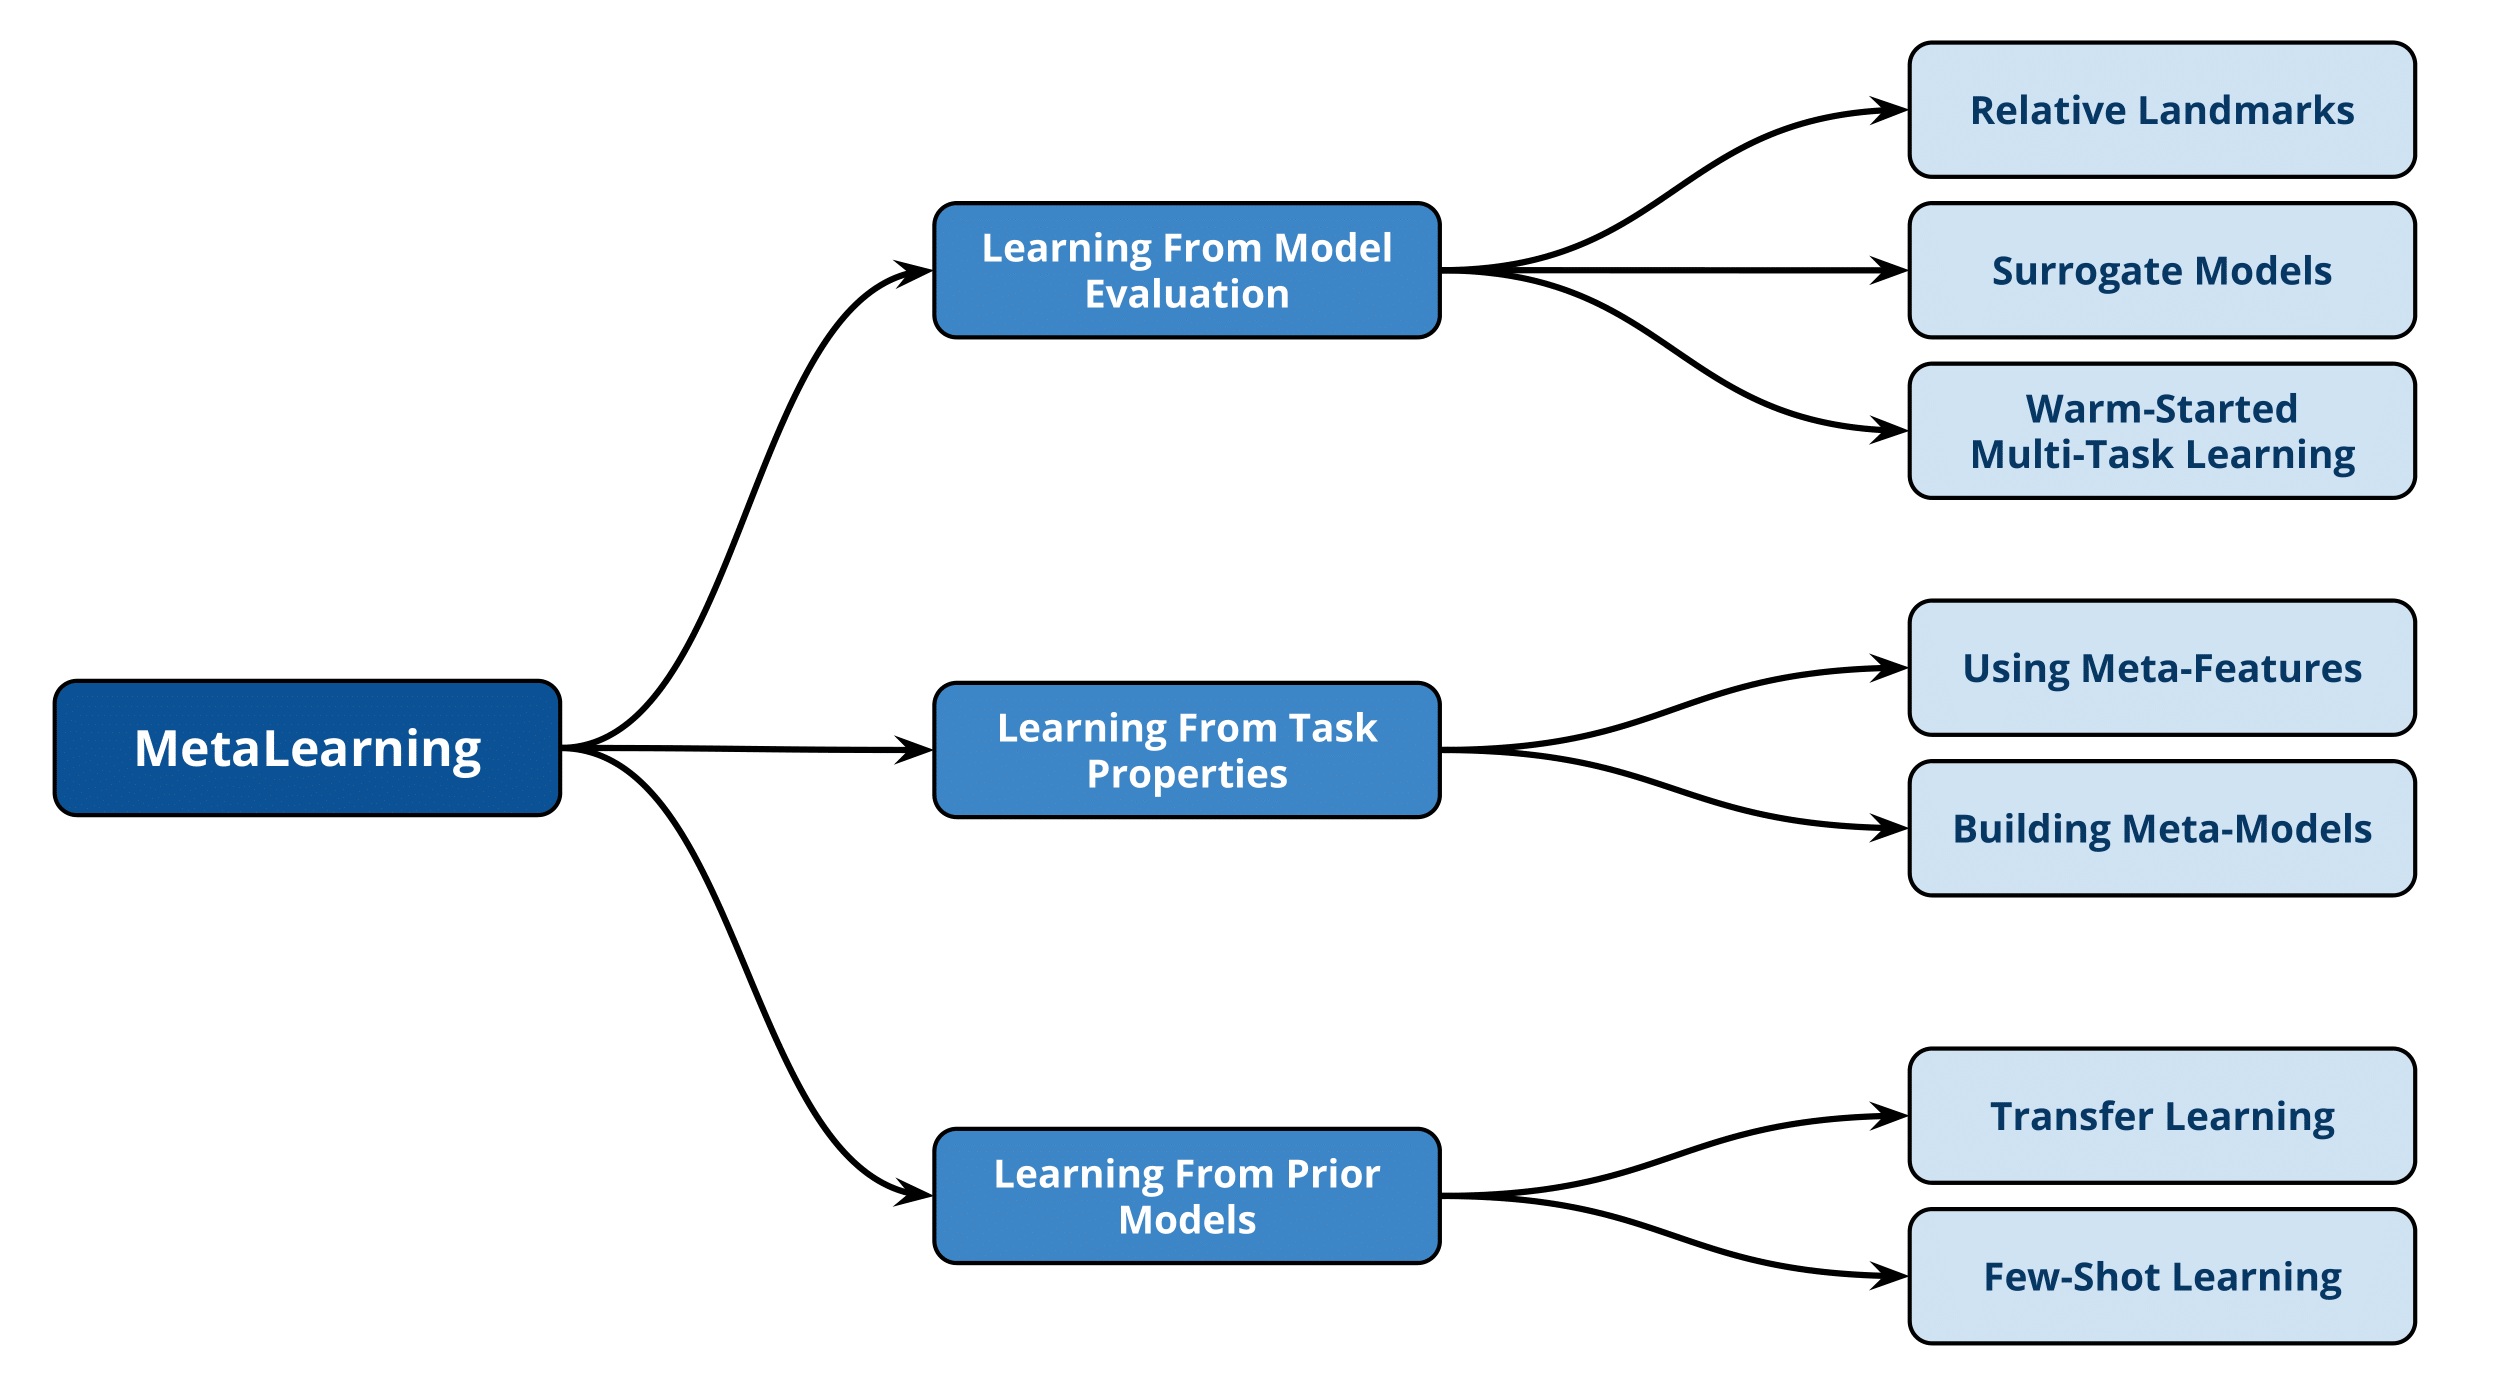 MetaLearning
Learning From Model
Evaluation
Relative Landmarks
Surrogate Models
Warm-Started
Multi-Task Learning
Learning From Task
Properties
Using Meta-Features
Building Meta-Models
Learning From Prior
Models
Transfer Learning
Few-Shot Learning